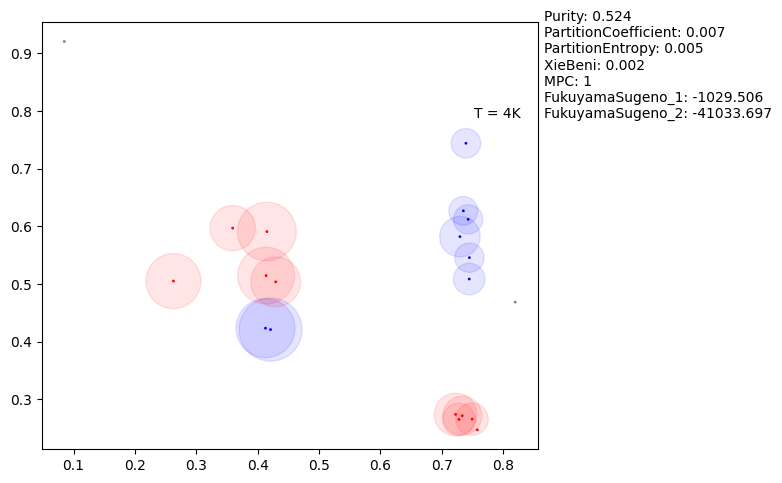 Purity: 0.524
PartitionCoefficient: 0.007
PartitionEntropy: 0.005
XieBeni: 0.002
MPC: 1
FukuyamaSugeno_1: -1029.506
FukuyamaSugeno_2: -41033.697
T = 4K
0.9
0.8
0.7
0.6
0.5
0.4
0.3
0.1 0.2 0.3 0.4 0.5 0.6 0.7 0.8